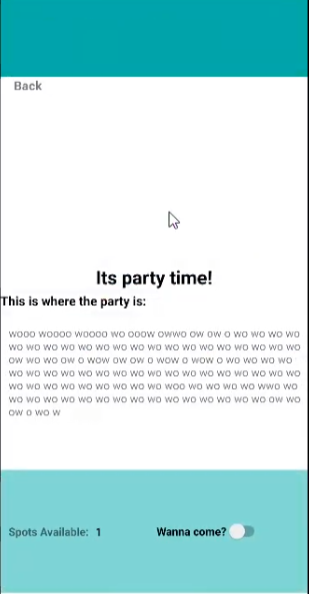 Back
Its party time!
This is where the party is:
wooo woooo woooo wo ooow owwo ow ow o wo wo wo wo
wo wo wo wo wo wo wo wo wo wo wo wo wo wo wo wo wo
ow wo wo ow o wow ow ow o wow o wow o wo wo wo wo
wo wo wo wo wo wo wo wo wo wo wo wo wo wo wo wo wo
wo wo wo wo wo wo wo wo wo woo wo wo wo wo wwo wo
wo wo wo wo wo wo wo wo wo wo wo wo wo wo wo ow wo
ow o wo w
Spots Available: 1 Wanna come?